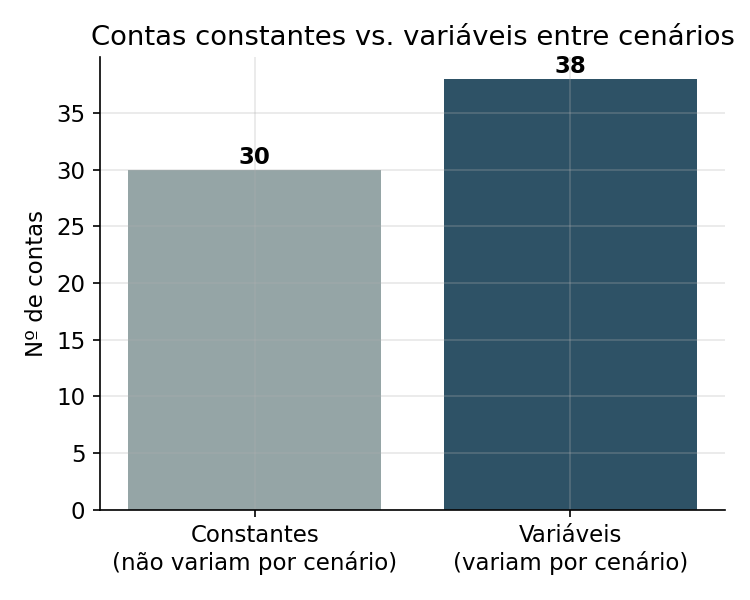 Contas constantes vs. variáveis entre cenários
38
30
35
30
25
20
15
10
5
0
Nº de contas
Constantes
(não variam por cenário)
Variáveis
(variam por cenário)